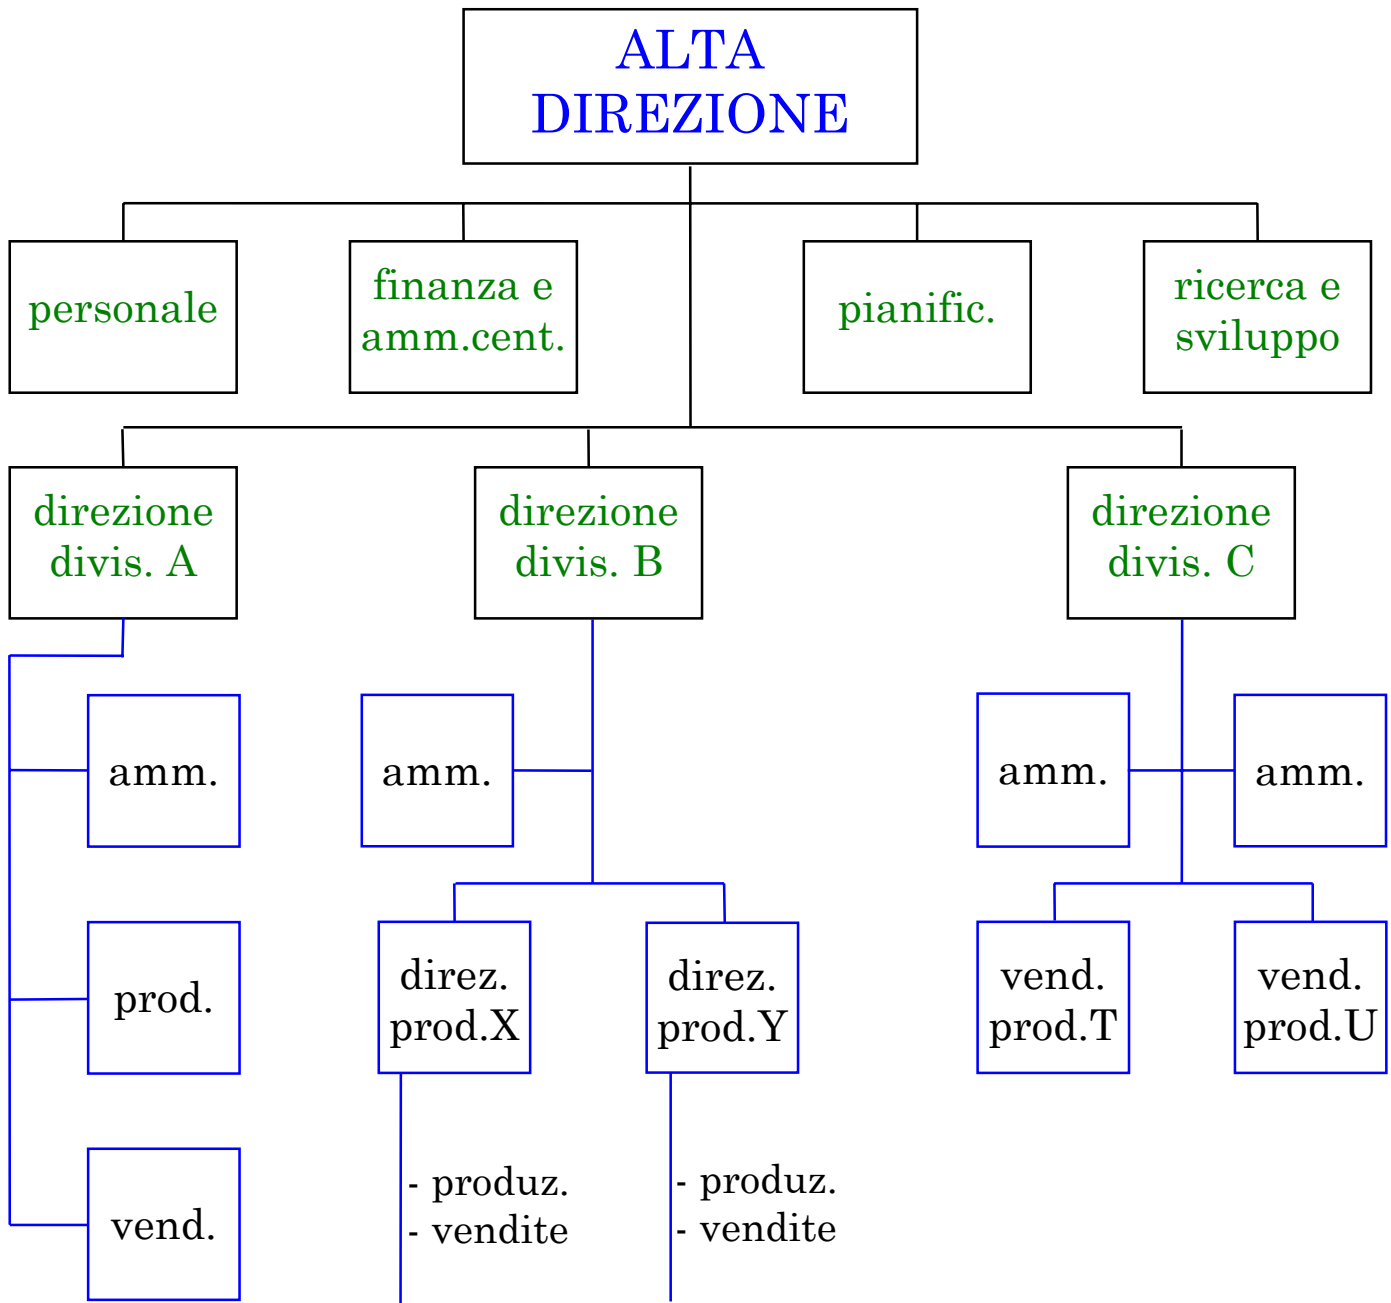 ALTA
DIREZIONE
personale
finanza e
amm.cent.
pianific.
ricerca e
sviluppo
direzione
divis. A
direzione
divis. B
direzione
divis. C
amm.
amm.
amm.
amm.
prod.
direz.
prod.X
direz.
prod.Y
vend.
prod.T
vend.
prod.U
vend.
- produz.
- vendite
- produz.
- vendite